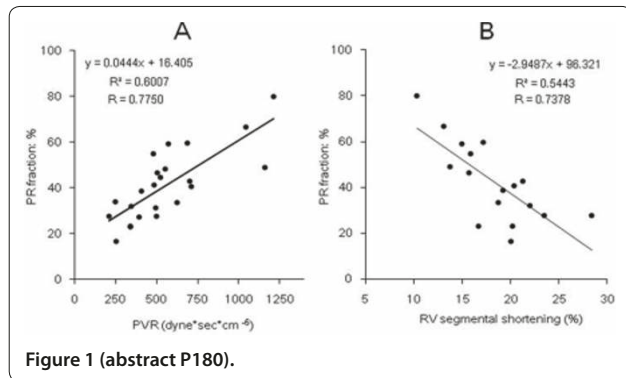 A
y = 0.0444x + 16.405
R² = 0.6007
R = 0.7750
PR fraction: %
100
80
60
40
20
0
0 250 500 750 1000 1250
PVR (dyne*sec*cm⁻⁶)
B
y = -2.9487x + 96.321
R² = 0.5443
R = 0.7378
PR fraction: %
100
80
60
40
20
0
5 10 15 20 25 30
RV segmental shortening (%)
Figure 1 (abstract P180).